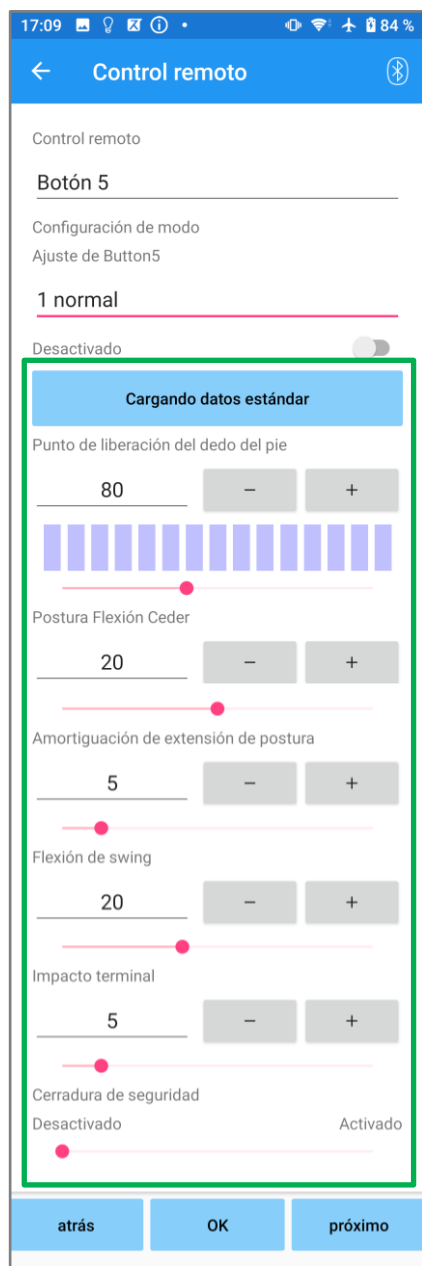 17:09 84 %
Control remoto
Control remoto
Botón 5
Configuración de modo
Ajuste de Button5
1 normal
Desactivado
Cargando datos estándar
Punto de liberación del dedo del pie
80 − +
Postura Flexión Ceder
20 − +
Amortiguación de extensión de postura
5 − +
Flexión de swing
20 − +
Impacto terminal
5 − +
Cerradura de seguridad
Desactivado Activado
atrás OK próximo